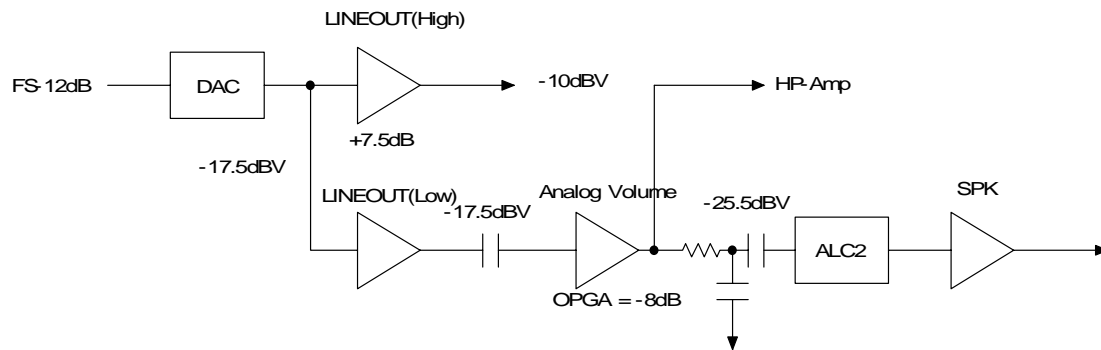 LINEOUT(High)
FS-12dB
DAC
-10dBV
HP-Amp
+7.5dB
-17.5dBV
LINEOUT(Low)
-17.5dBV
Analog Volume
-25.5dBV
SPK
ALC2
OPGA = -8dB